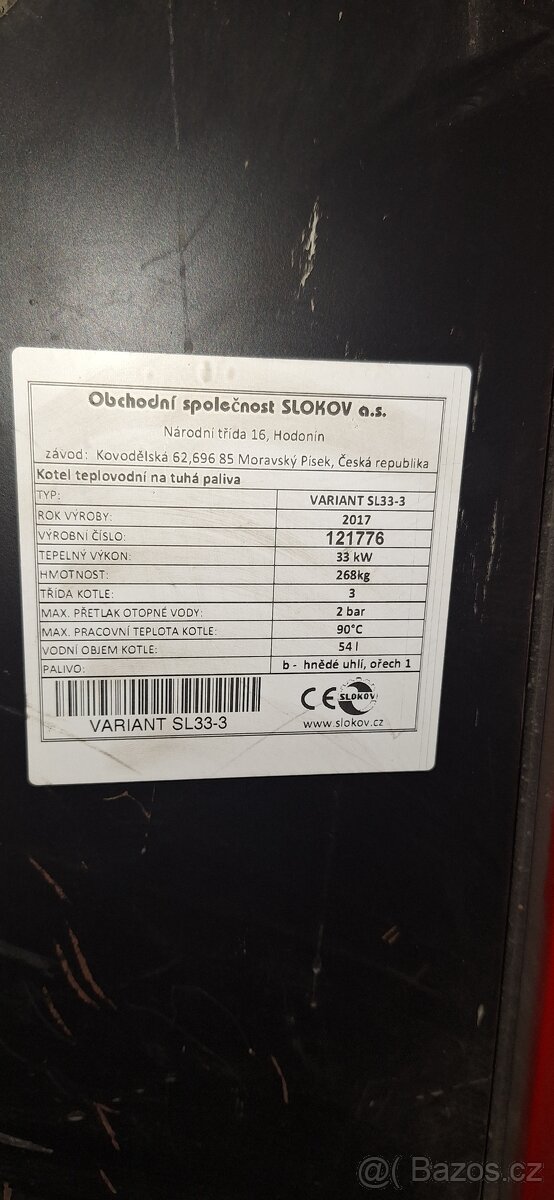 Obchodní společnost SLOKOV a.s.
Národní třída 16, Hodonín
závod: Kovodělská 62,696 85 Moravský Písek, Česká republika
Kotel teplovodní na tuhá paliva
TYP: VARIANT SL33-3
ROK VÝROBY: 2017
VÝROBNÍ ČÍSLO: 121776
TEPELNÝ VÝKON: 33 kW
HMOTNOST: 268kg
TŘÍDA KOTLE: 3
MAX. PŘETLAK OTOPNÉ VODY: 2 bar
MAX. PRACOVNÍ TEPLOTA KOTLE: 90°C
VODNÍ OBJEM KOTLE: 54 l
PALIVO: b - hnědé uhlí, ořech 1
CE SLOKOV
VARIANT SL33-3 www.slokov.cz
@( Bazos.cz